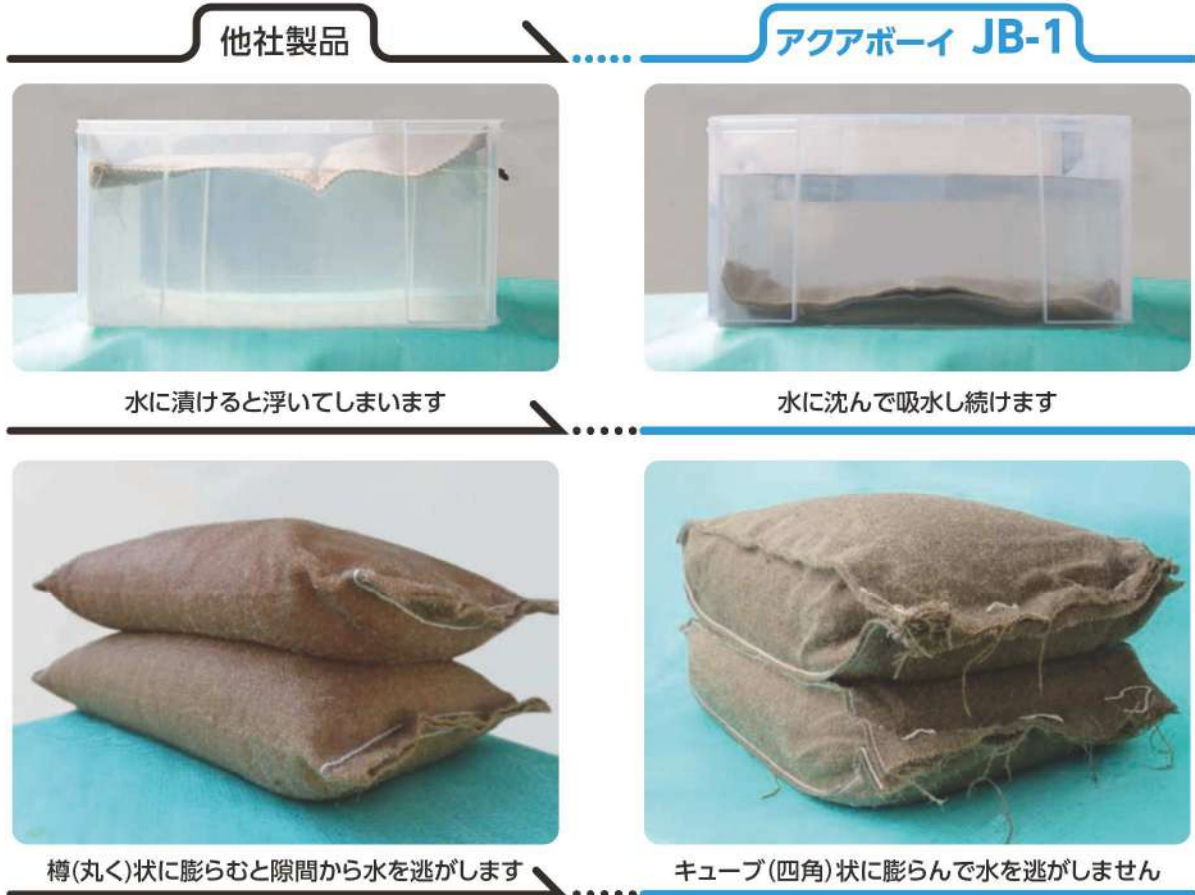 他社製品
アクアボーイ JB-1
水に漬けると浮いてしまいます
水に沈んで吸水し続けます
樽(丸く)状に膨らむと隙間から水を逃がします
キューブ(四角)状に膨らんで水を逃がしません